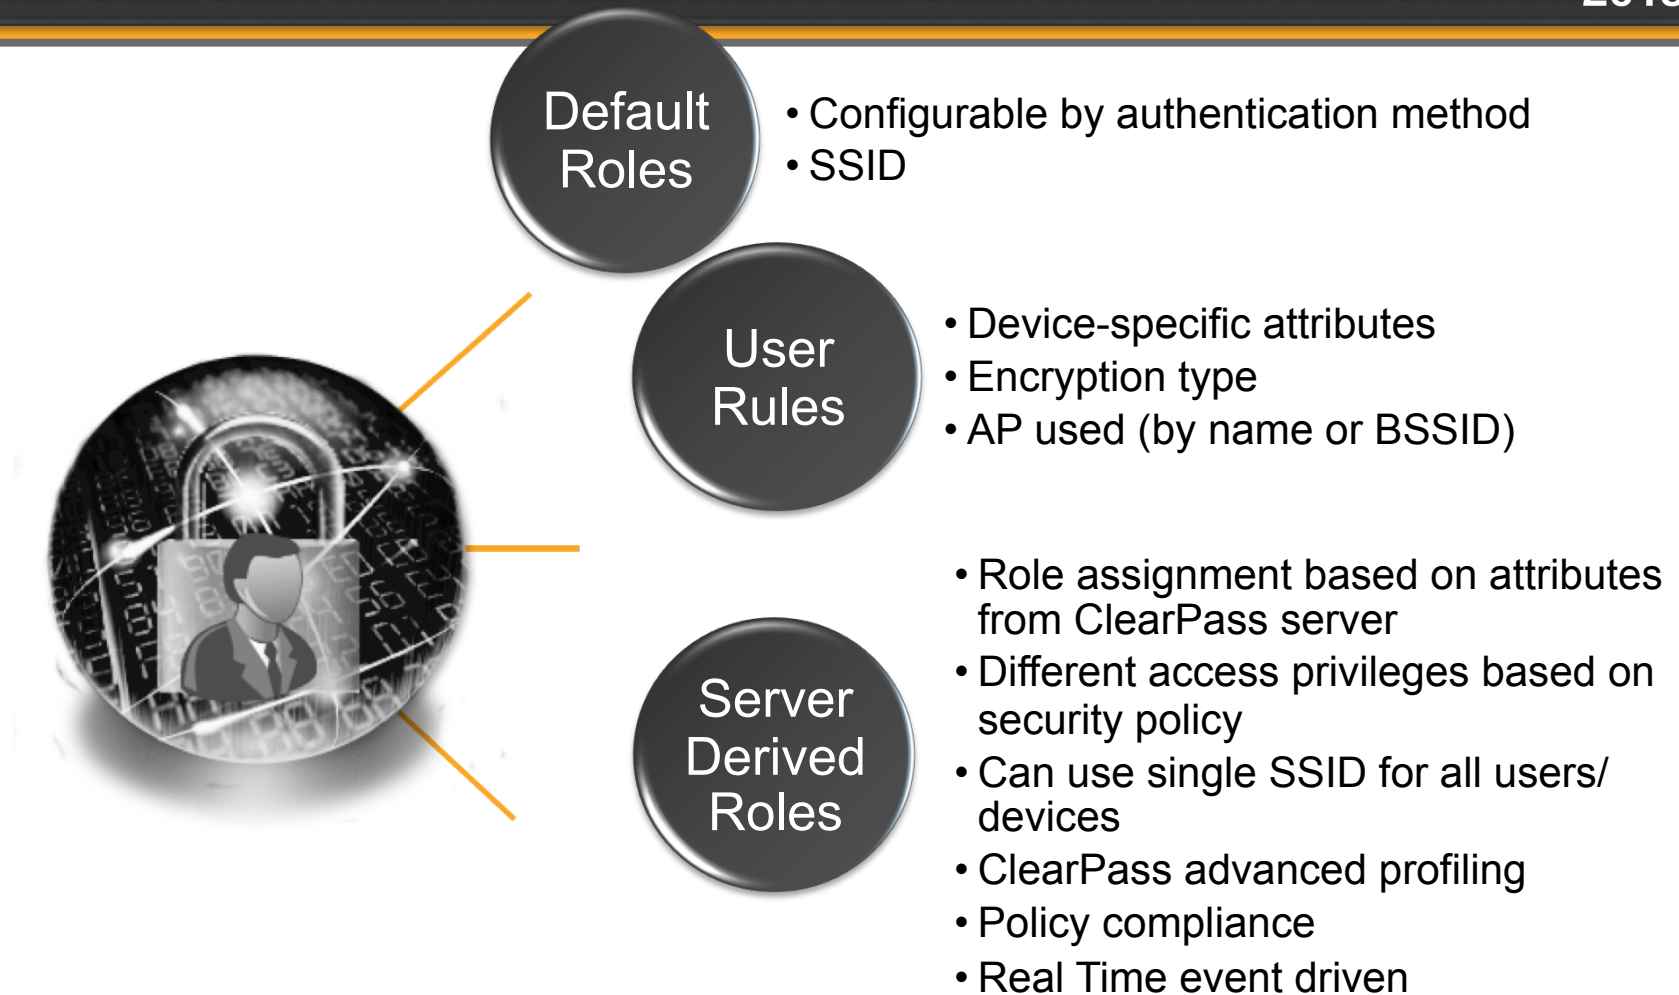 Default
Roles
• Configurable by authentication method
• SSID
User
Rules
• Device-specific attributes
• Encryption type
• AP used (by name or BSSID)
Server
Derived
Roles
• Role assignment based on attributes
from ClearPass server
• Different access privileges based on
security policy
• Can use single SSID for all users/
devices
• ClearPass advanced profiling
• Policy compliance
• Real Time event driven